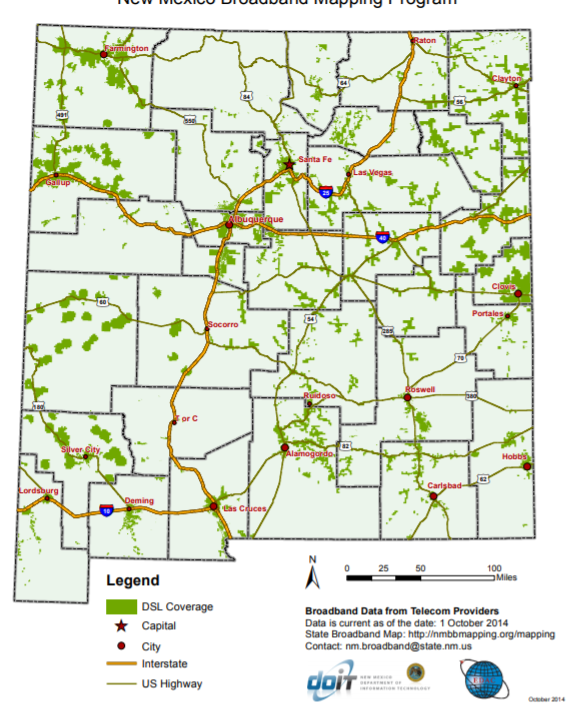 New Mexico Broadband Mapping Program
Raton
Farmington
64
Clayton
84
56
491
550
Santa Fe
Las Vegas
Gallup
25
Albuquerque
40
Clovis
60
Portales
54
Socorro
285
70
Roswell
Ruidoso
380
180
T or C
Silver City
Alamogordo
82
Hobbs
62
Carlsbad
Lordsburg
Deming
Las Cruces
10
N
0 25 50 100
Miles
Legend
DSL Coverage
Capital
City
Interstate
US Highway
Broadband Data from Telecom Providers
Data is current as of the date: 1 October 2014
State Broadband Map: http://nmbbmapping.org/mapping
Contact: nm.broadband@state.nm.us
doiT
NEW MEXICO
DEPARTMENT OF
INFORMATION TECHNOLOGY
October 2014